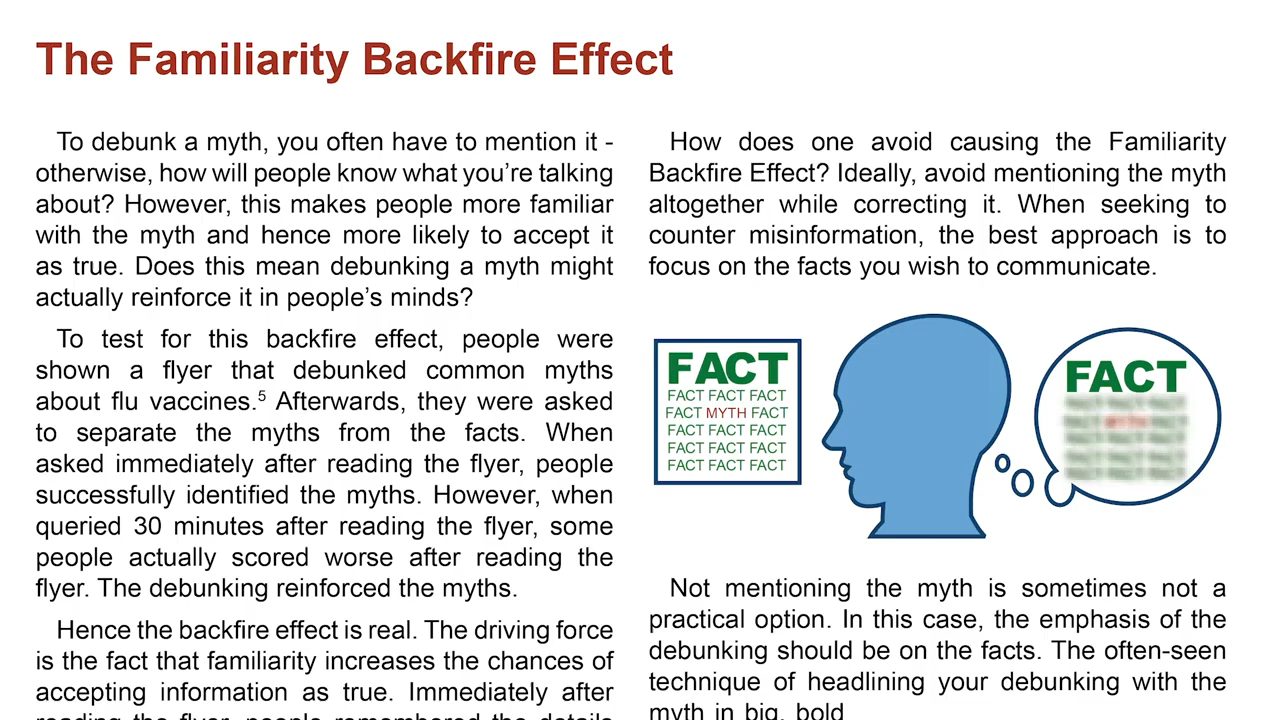 The Familiarity Backfire Effect
To debunk a myth, you often have to mention it -
otherwise, how will people know what you’re talking
about? However, this makes people more familiar
with the myth and hence more likely to accept it
as true. Does this mean debunking a myth might
actually reinforce it in people’s minds?
To test for this backfire effect, people were
shown a flyer that debunked common myths
about flu vaccines.⁵ Afterwards, they were asked
to separate the myths from the facts. When
asked immediately after reading the flyer, people
successfully identified the myths. However, when
queried 30 minutes after reading the flyer, some
people actually scored worse after reading the
flyer. The debunking reinforced the myths.
Hence the backfire effect is real. The driving force
is the fact that familiarity increases the chances of
accepting information as true. Immediately after
reading the flyer, people remembered the details
How does one avoid causing the Familiarity
Backfire Effect? Ideally, avoid mentioning the myth
altogether while correcting it. When seeking to
counter misinformation, the best approach is to
focus on the facts you wish to communicate.
FACT
FACT FACT FACT
FACT MYTH FACT
FACT FACT FACT
FACT FACT FACT
FACT FACT FACT
FACT
Not mentioning the myth is sometimes not a
practical option. In this case, the emphasis of the
debunking should be on the facts. The often-seen
technique of headlining your debunking with the
myth in big, bold